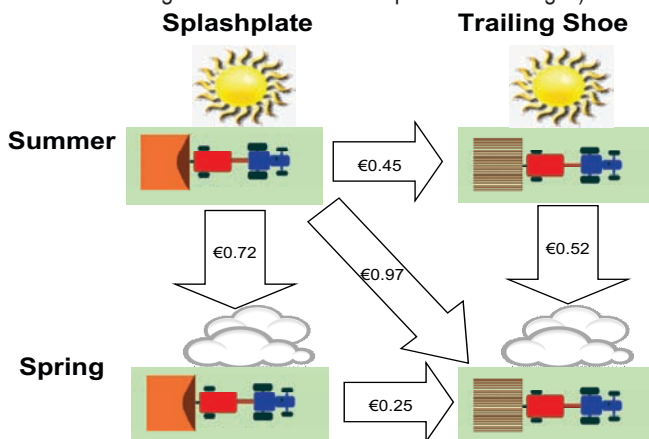 Splashplate Trailing Shoe
Summer
€0.45
€0.72
€0.97
€0.52
Spring
€0.25